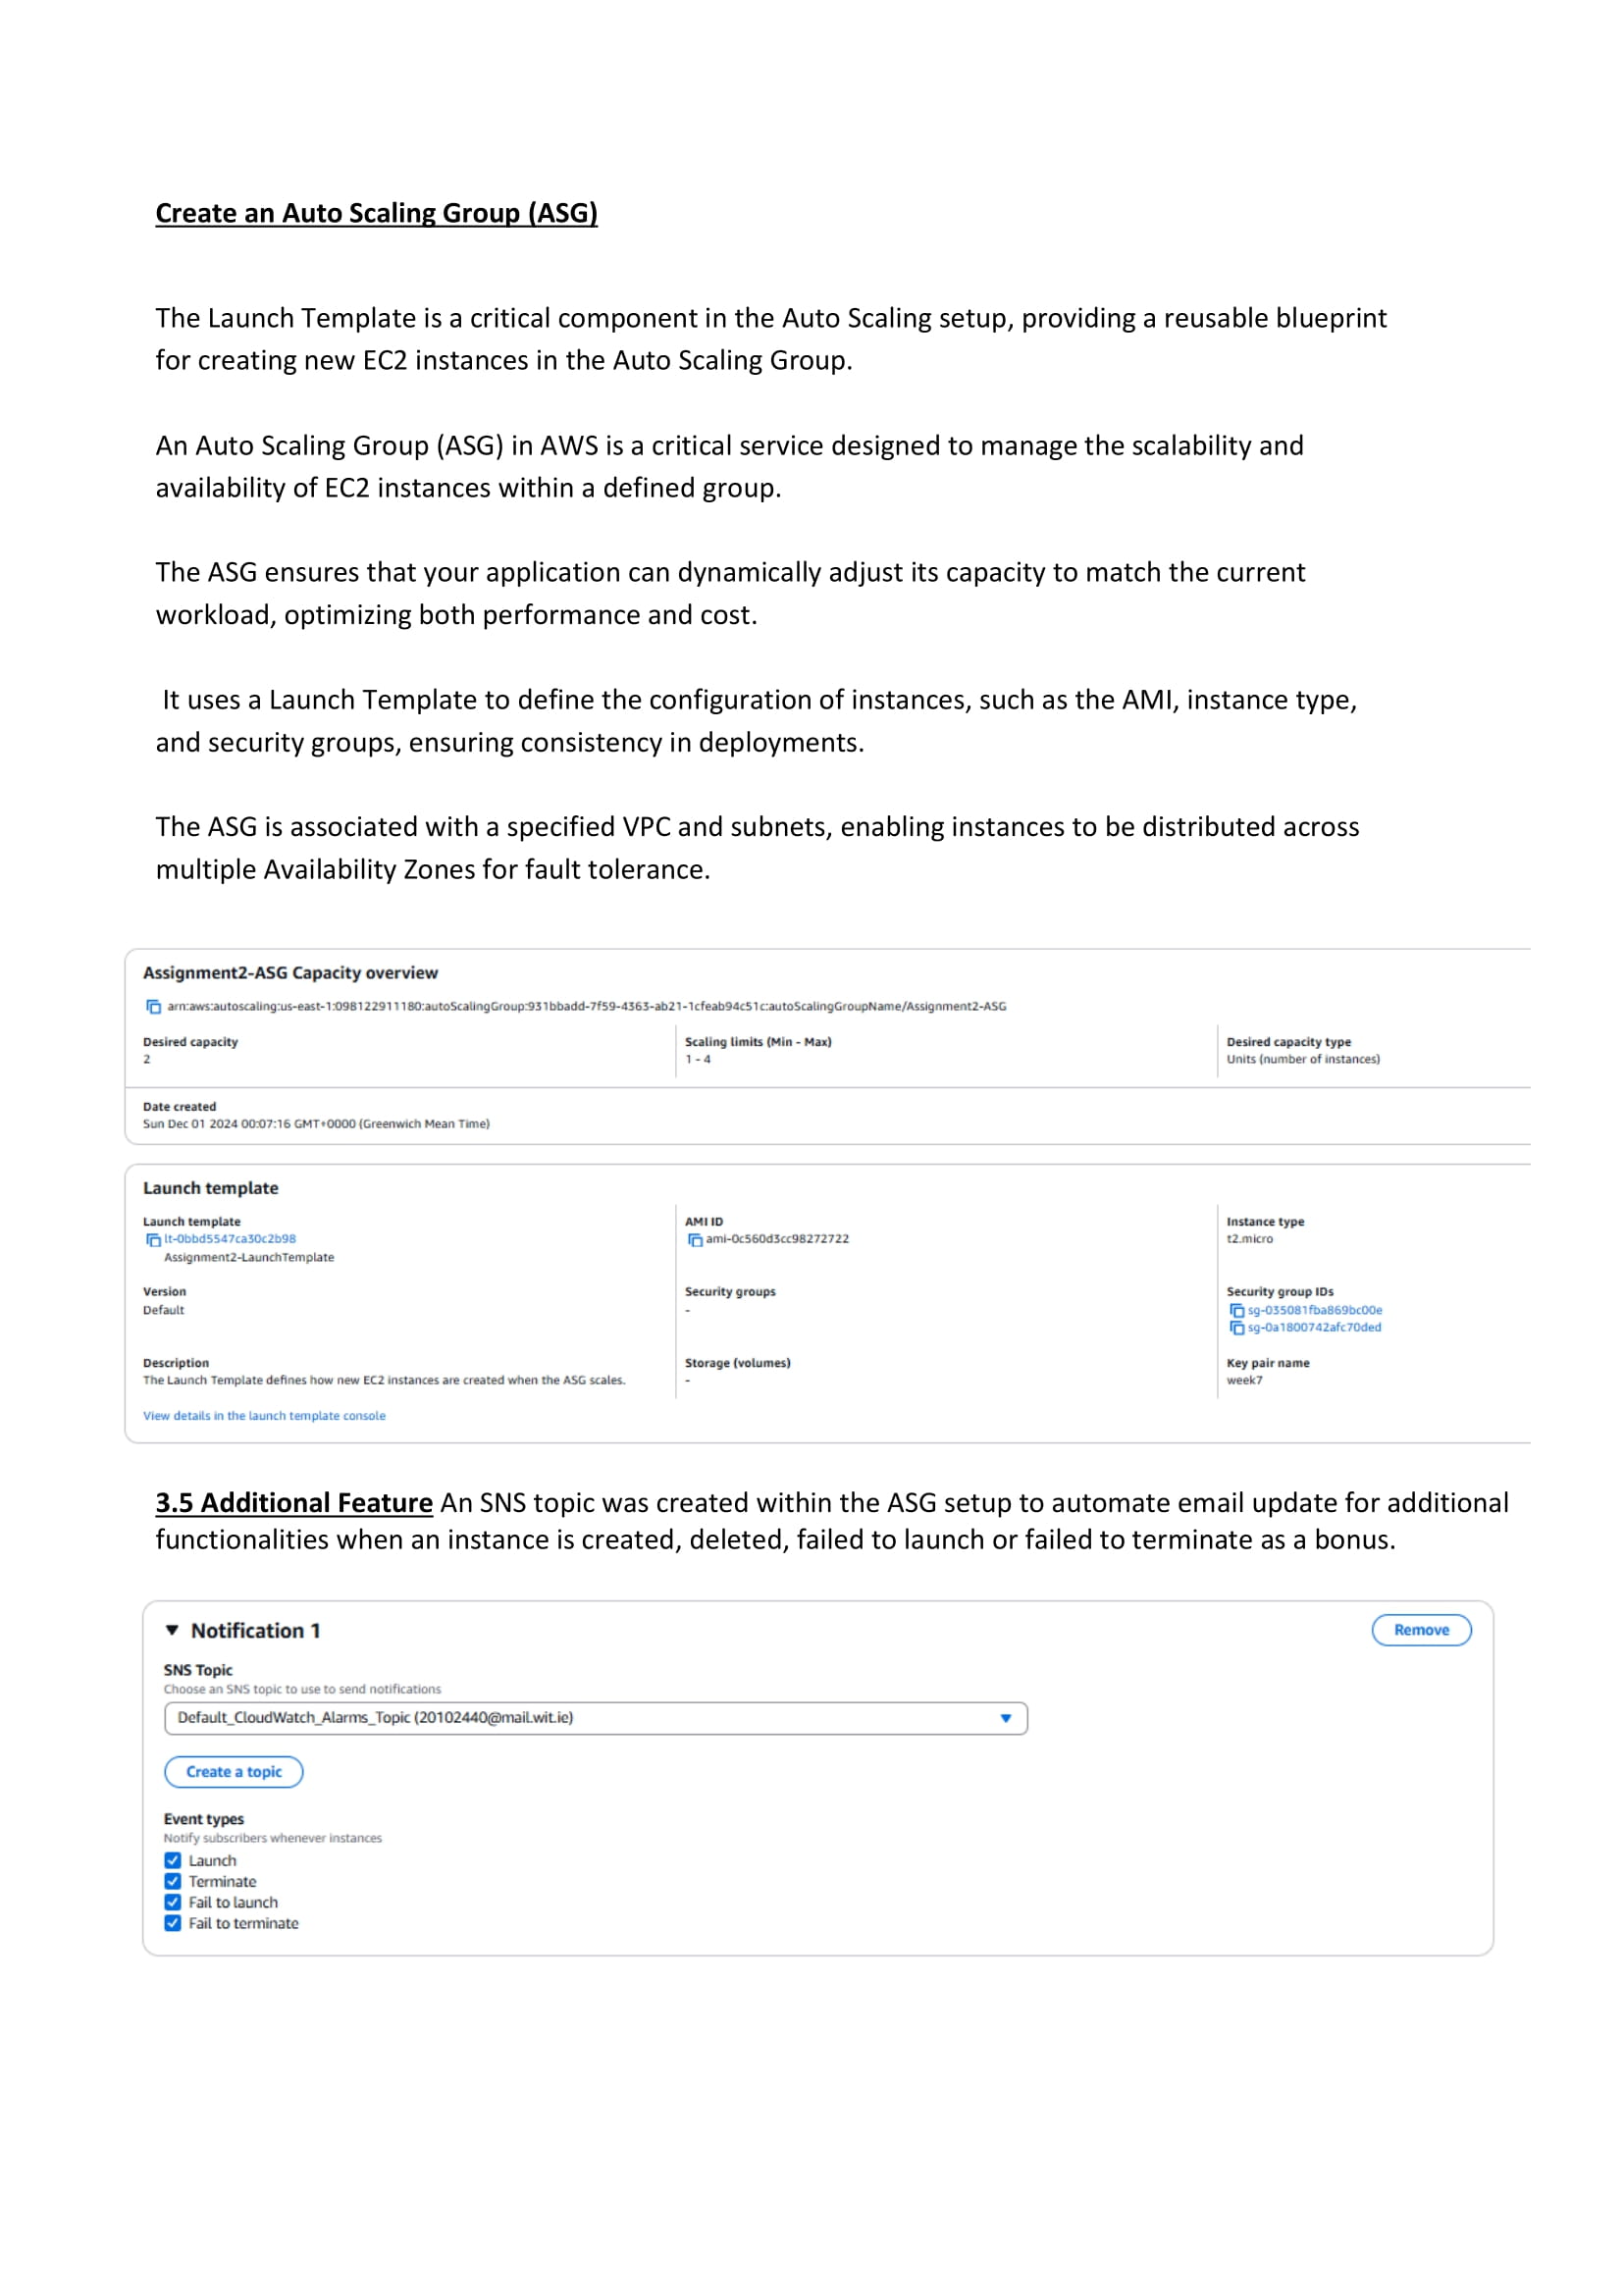 Create an Auto Scaling Group (ASG)
The Launch Template is a critical component in the Auto Scaling setup, providing a reusable blueprint
for creating new EC2 instances in the Auto Scaling Group.
An Auto Scaling Group (ASG) in AWS is a critical service designed to manage the scalability and
availability of EC2 instances within a defined group.
The ASG ensures that your application can dynamically adjust its capacity to match the current
workload, optimizing both performance and cost.
It uses a Launch Template to define the configuration of instances, such as the AMI, instance type,
and security groups, ensuring consistency in deployments.
The ASG is associated with a specified VPC and subnets, enabling instances to be distributed across
multiple Availability Zones for fault tolerance.
Assignment2-ASG Capacity overview
arn:aws:autoscaling:us-east-1:098122911180:autoScalingGroup:931bbadd-7f59-4363-ab21-1cfeab94c51c:autoScalingGroupName/Assignment2-ASG
Desired capacity
2
Scaling limits (Min - Max)
1 - 4
Desired capacity type
Units (number of instances)
Date created
Sun Dec 01 2024 00:07:16 GMT+0000 (Greenwich Mean Time)
Launch template
Launch template
lt-0bbd5547ca30c2b98
Assignment2-LaunchTemplate
AMI ID
ami-0c560d3cc98272722
Instance type
t2.micro
Version
Default
Security groups
-
Security group IDs
sg-035081fba869bc00e
sg-0a1800742afc70ded
Description
The Launch Template defines how new EC2 instances are created when the ASG scales.
Storage (volumes)
-
Key pair name
week7
View details in the launch template console
3.5 Additional Feature An SNS topic was created within the ASG setup to automate email update for additional
functionalities when an instance is created, deleted, failed to launch or failed to terminate as a bonus.
Notification 1
Remove
SNS Topic
Choose an SNS topic to use to send notifications
Default_CloudWatch_Alarms_Topic (20102440@mail.wit.ie)
Create a topic
Event types
Notify subscribers whenever instances
Launch
Terminate
Fail to launch
Fail to terminate